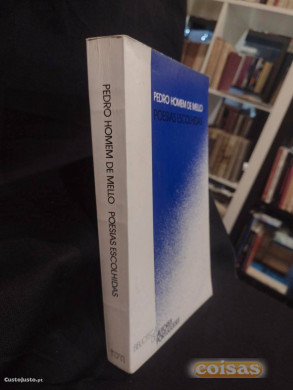 PEDRO HOMEM DE MELLO POESIAS ESCOLHIDAS
PEDRO HOMEM DE MELLO
POESIAS ESCOLHIDAS
CustoJusto.pt
coisas